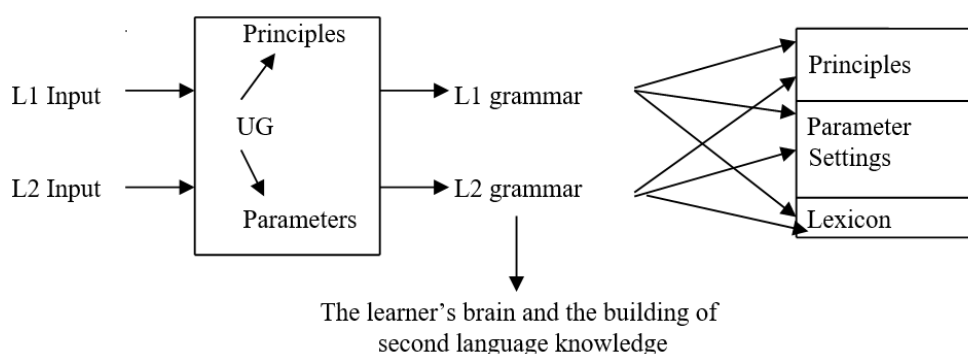 Principles
L1 Input
UG
L2 Input
Parameters
L1 grammar
L2 grammar
Principles
Parameter
Settings
Lexicon
The learner’s brain and the building of
second language knowledge